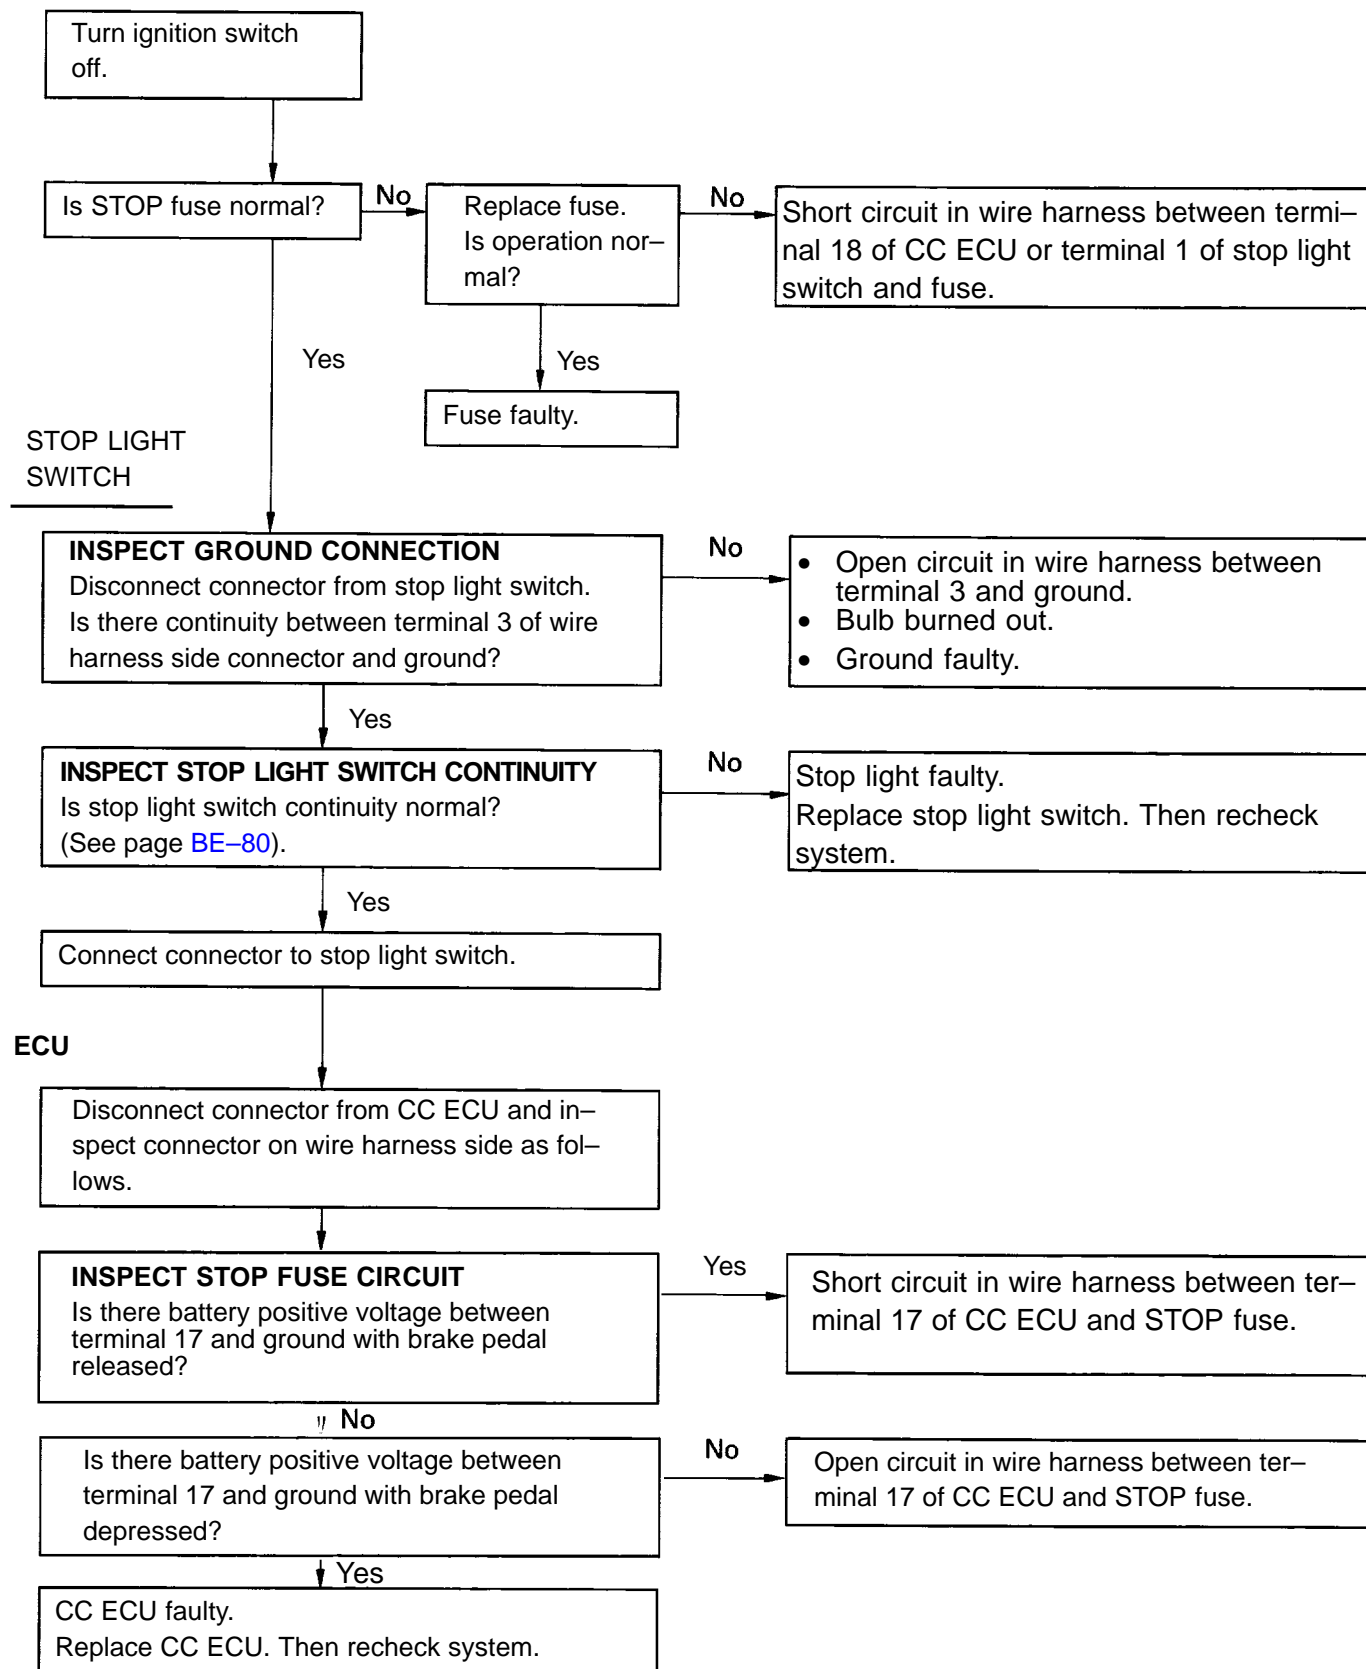 Turn ignition switch
off.
Is STOP fuse normal?
No
Replace fuse.
Is operation nor–
mal?
No
Short circuit in wire harness between termi–
nal 18 of CC ECU or terminal 1 of stop light
switch and fuse.
Yes
Yes
Fuse faulty.
STOP LIGHT
SWITCH
INSPECT GROUND CONNECTION
Disconnect connector from stop light switch.
Is there continuity between terminal 3 of wire
harness side connector and ground?
No
• Open circuit in wire harness between
terminal 3 and ground.
• Bulb burned out.
• Ground faulty.
Yes
INSPECT STOP LIGHT SWITCH CONTINUITY
Is stop light switch continuity normal?
(See page BE–80).
No
Stop light faulty.
Replace stop light switch. Then recheck
system.
Yes
Connect connector to stop light switch.
ECU
Disconnect connector from CC ECU and in–
spect connector on wire harness side as fol–
lows.
INSPECT STOP FUSE CIRCUIT
Is there battery positive voltage between
terminal 17 and ground with brake pedal
released?
Yes
Short circuit in wire harness between ter–
minal 17 of CC ECU and STOP fuse.
No
Is there battery positive voltage between
terminal 17 and ground with brake pedal
depressed?
No
Open circuit in wire harness between ter–
minal 17 of CC ECU and STOP fuse.
Yes
CC ECU faulty.
Replace CC ECU. Then recheck system.